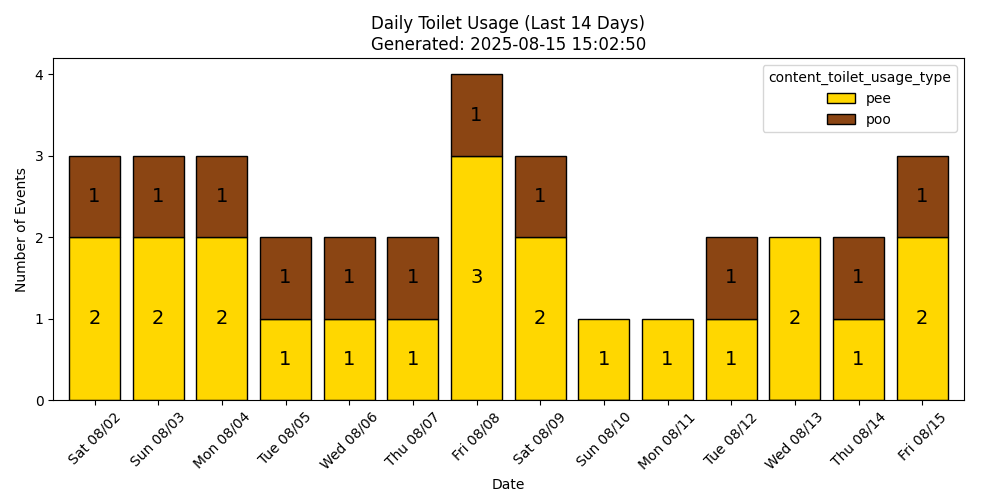 Daily Toilet Usage (Last 14 Days)
Generated: 2025-08-15 15:02:50
Number of Events
4
3
2
1
0
content_toilet_usage_type
pee
poo
1 1 1 1 1 1 1 1 1 1 1
2 2 2 1 1 1 3 2 1 1 1 2 1 2
Sat 08/02
Sun 08/03
Mon 08/04
Tue 08/05
Wed 08/06
Thu 08/07
Fri 08/08
Sat 08/09
Sun 08/10
Mon 08/11
Tue 08/12
Wed 08/13
Thu 08/14
Fri 08/15
Date